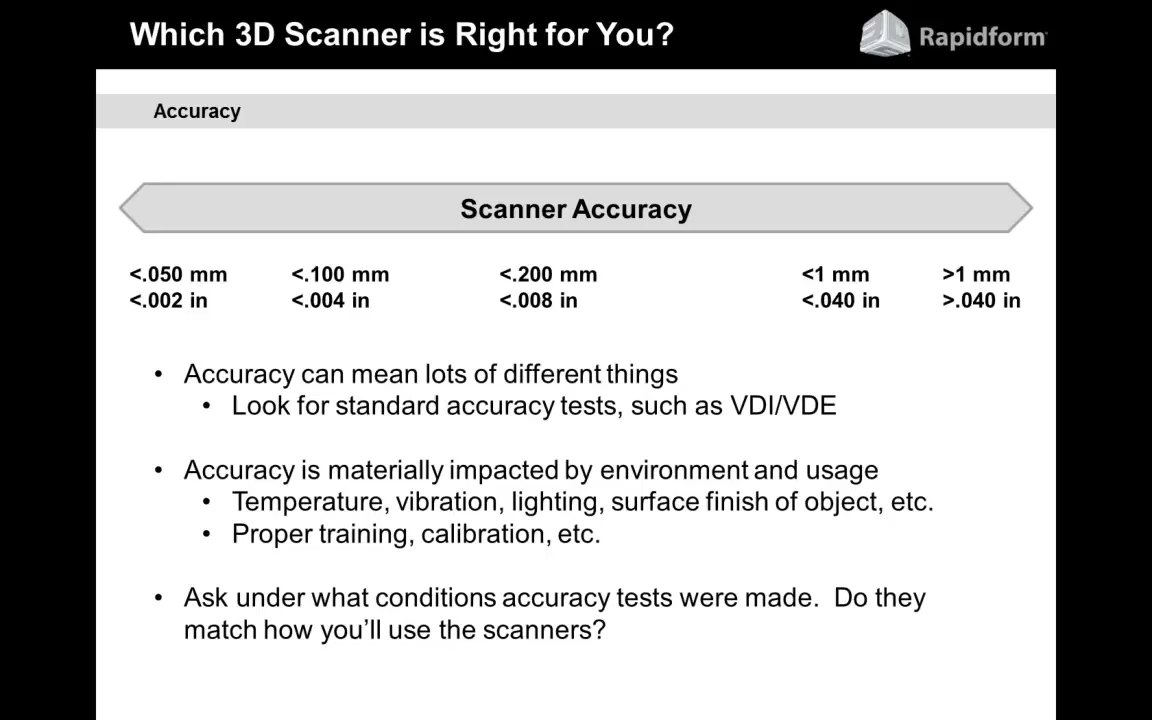 Which 3D Scanner is Right for You?
Rapidform
Accuracy
Scanner Accuracy
<.050 mm <.100 mm <.200 mm <1 mm >1 mm
<.002 in <.004 in <.008 in <.040 in >.040 in
• Accuracy can mean lots of different things
• Look for standard accuracy tests, such as VDI/VDE
• Accuracy is materially impacted by environment and usage
• Temperature, vibration, lighting, surface finish of object, etc.
• Proper training, calibration, etc.
• Ask under what conditions accuracy tests were made.  Do they
match how you'll use the scanners?